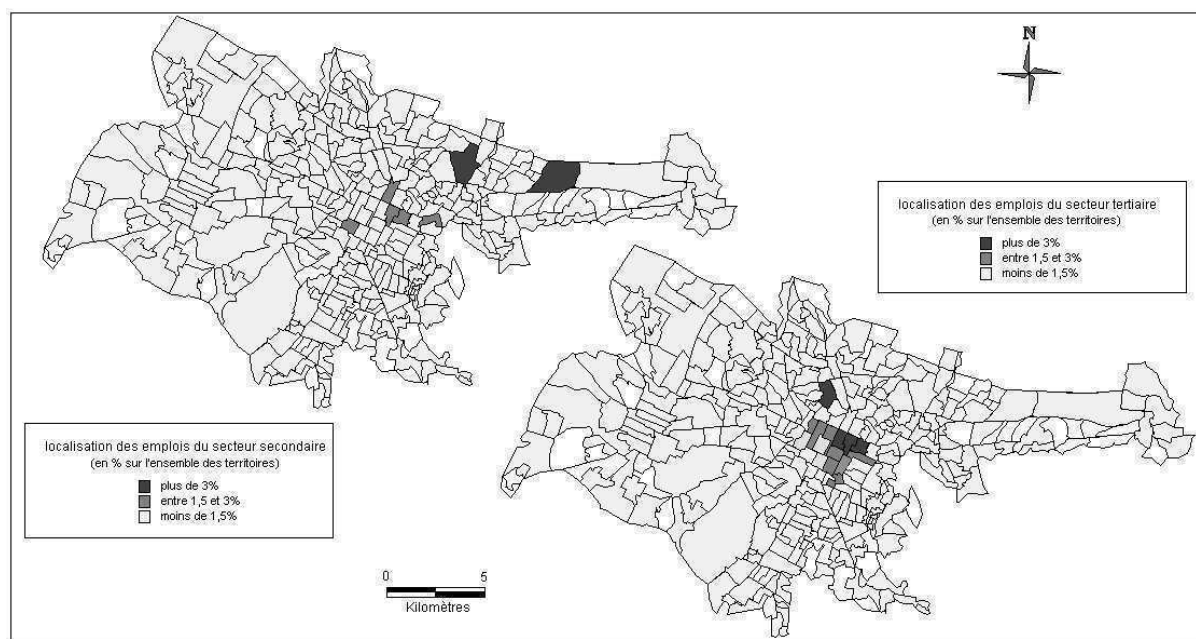 N
localisation des emplois du secteur tertiaire
(en % sur l'ensemble des territoires)
plus de 3%
entre 1,5 et 3%
moins de 1,5%
localisation des emplois du secteur secondaire
(en % sur l'ensemble des territoires)
plus de 3%
entre 1,5 et 3%
moins de 1,5%
0 5
Kilomètres